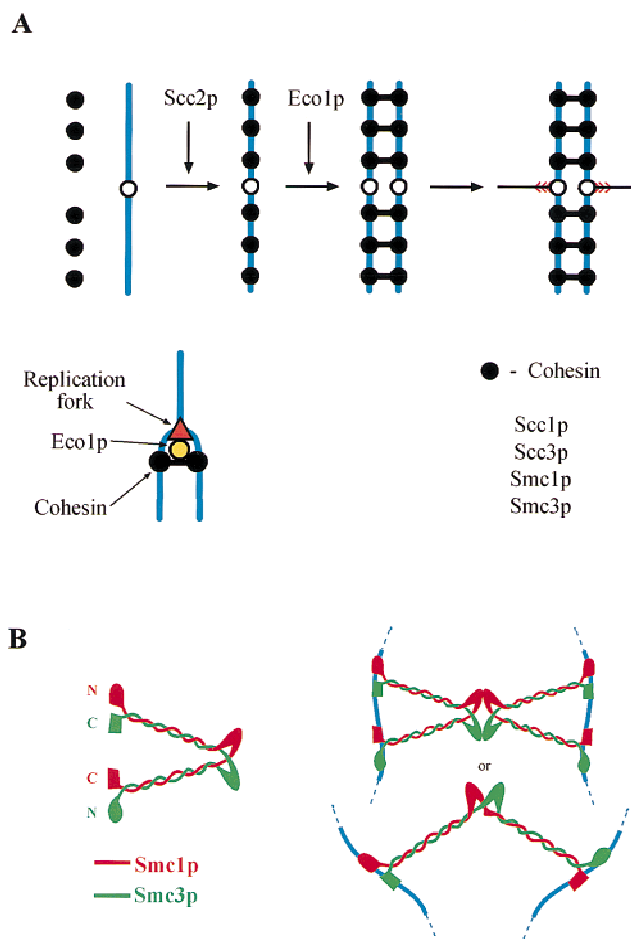 A
Scc2p
Eco1p
Replication
fork
Eco1p
Cohesin
- Cohesin
Scc1p
Scc3p
Smc1p
Smc3p
B
N
C
C
N
or
Smc1p
Smc3p